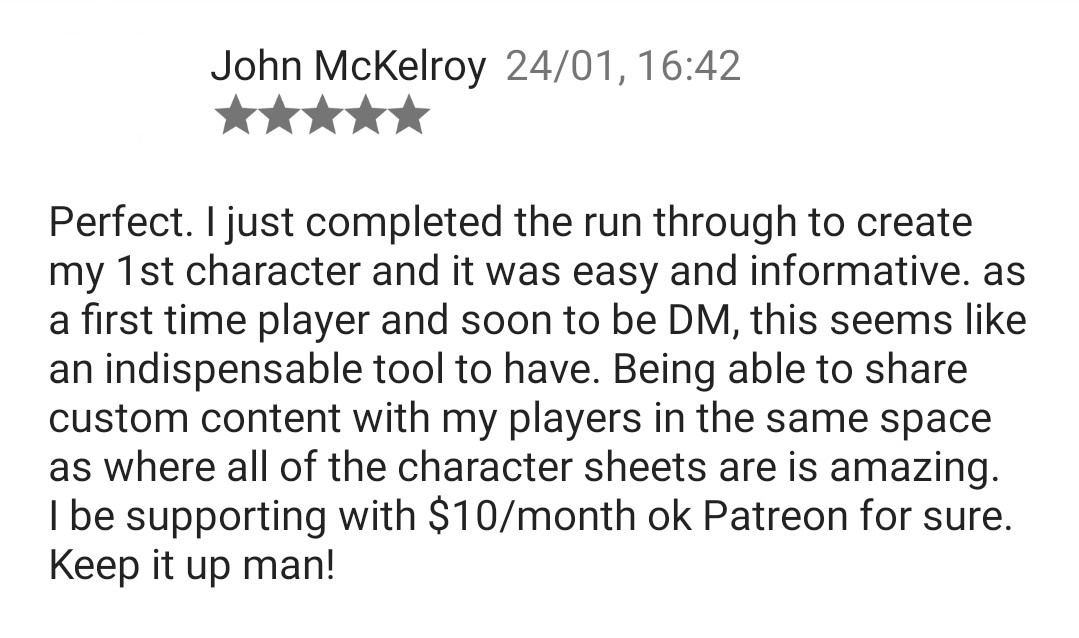 John McKelroy 24/01, 16:42
Perfect. I just completed the run through to create
my 1st character and it was easy and informative. as
a first time player and soon to be DM, this seems like
an indispensable tool to have. Being able to share
custom content with my players in the same space
as where all of the character sheets are is amazing.
I be supporting with $10/month ok Patreon for sure.
Keep it up man!